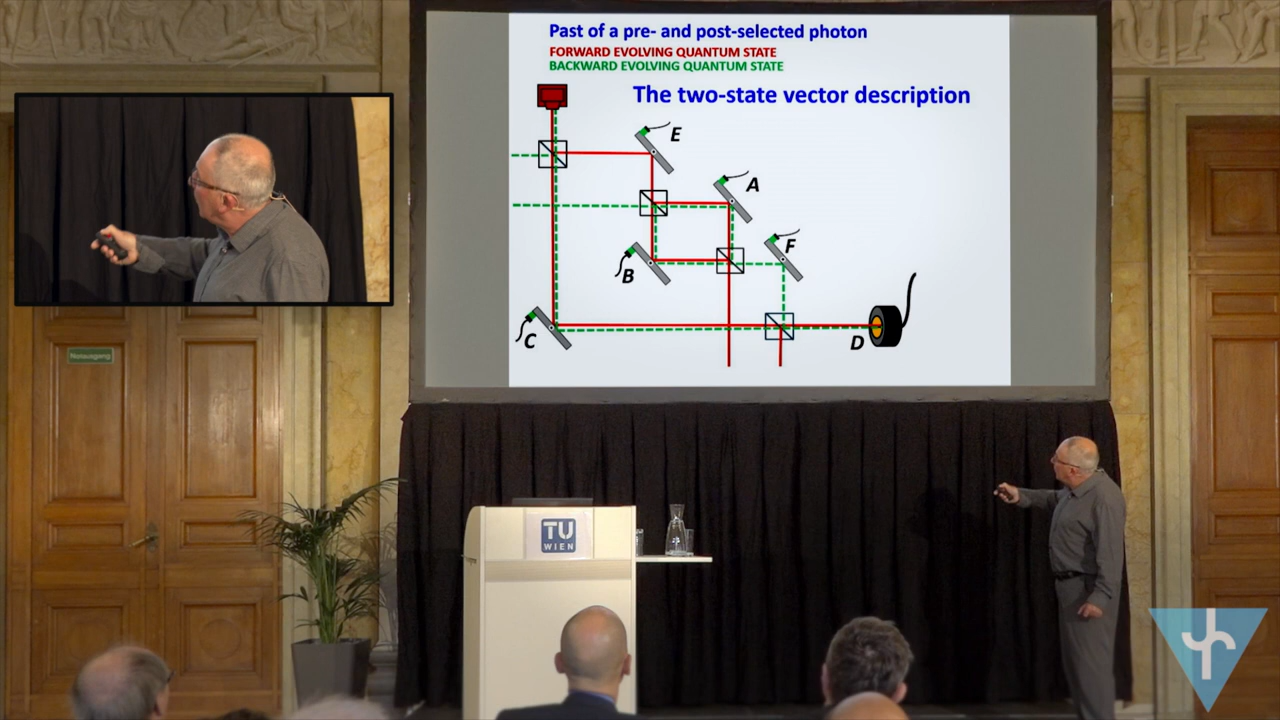 Past of a pre- and post-selected photon
FORWARD EVOLVING QUANTUM STATE
BACKWARD EVOLVING QUANTUM STATE
The two-state vector description
E
A
F
B
C
D
Notausgang
TU
WIEN